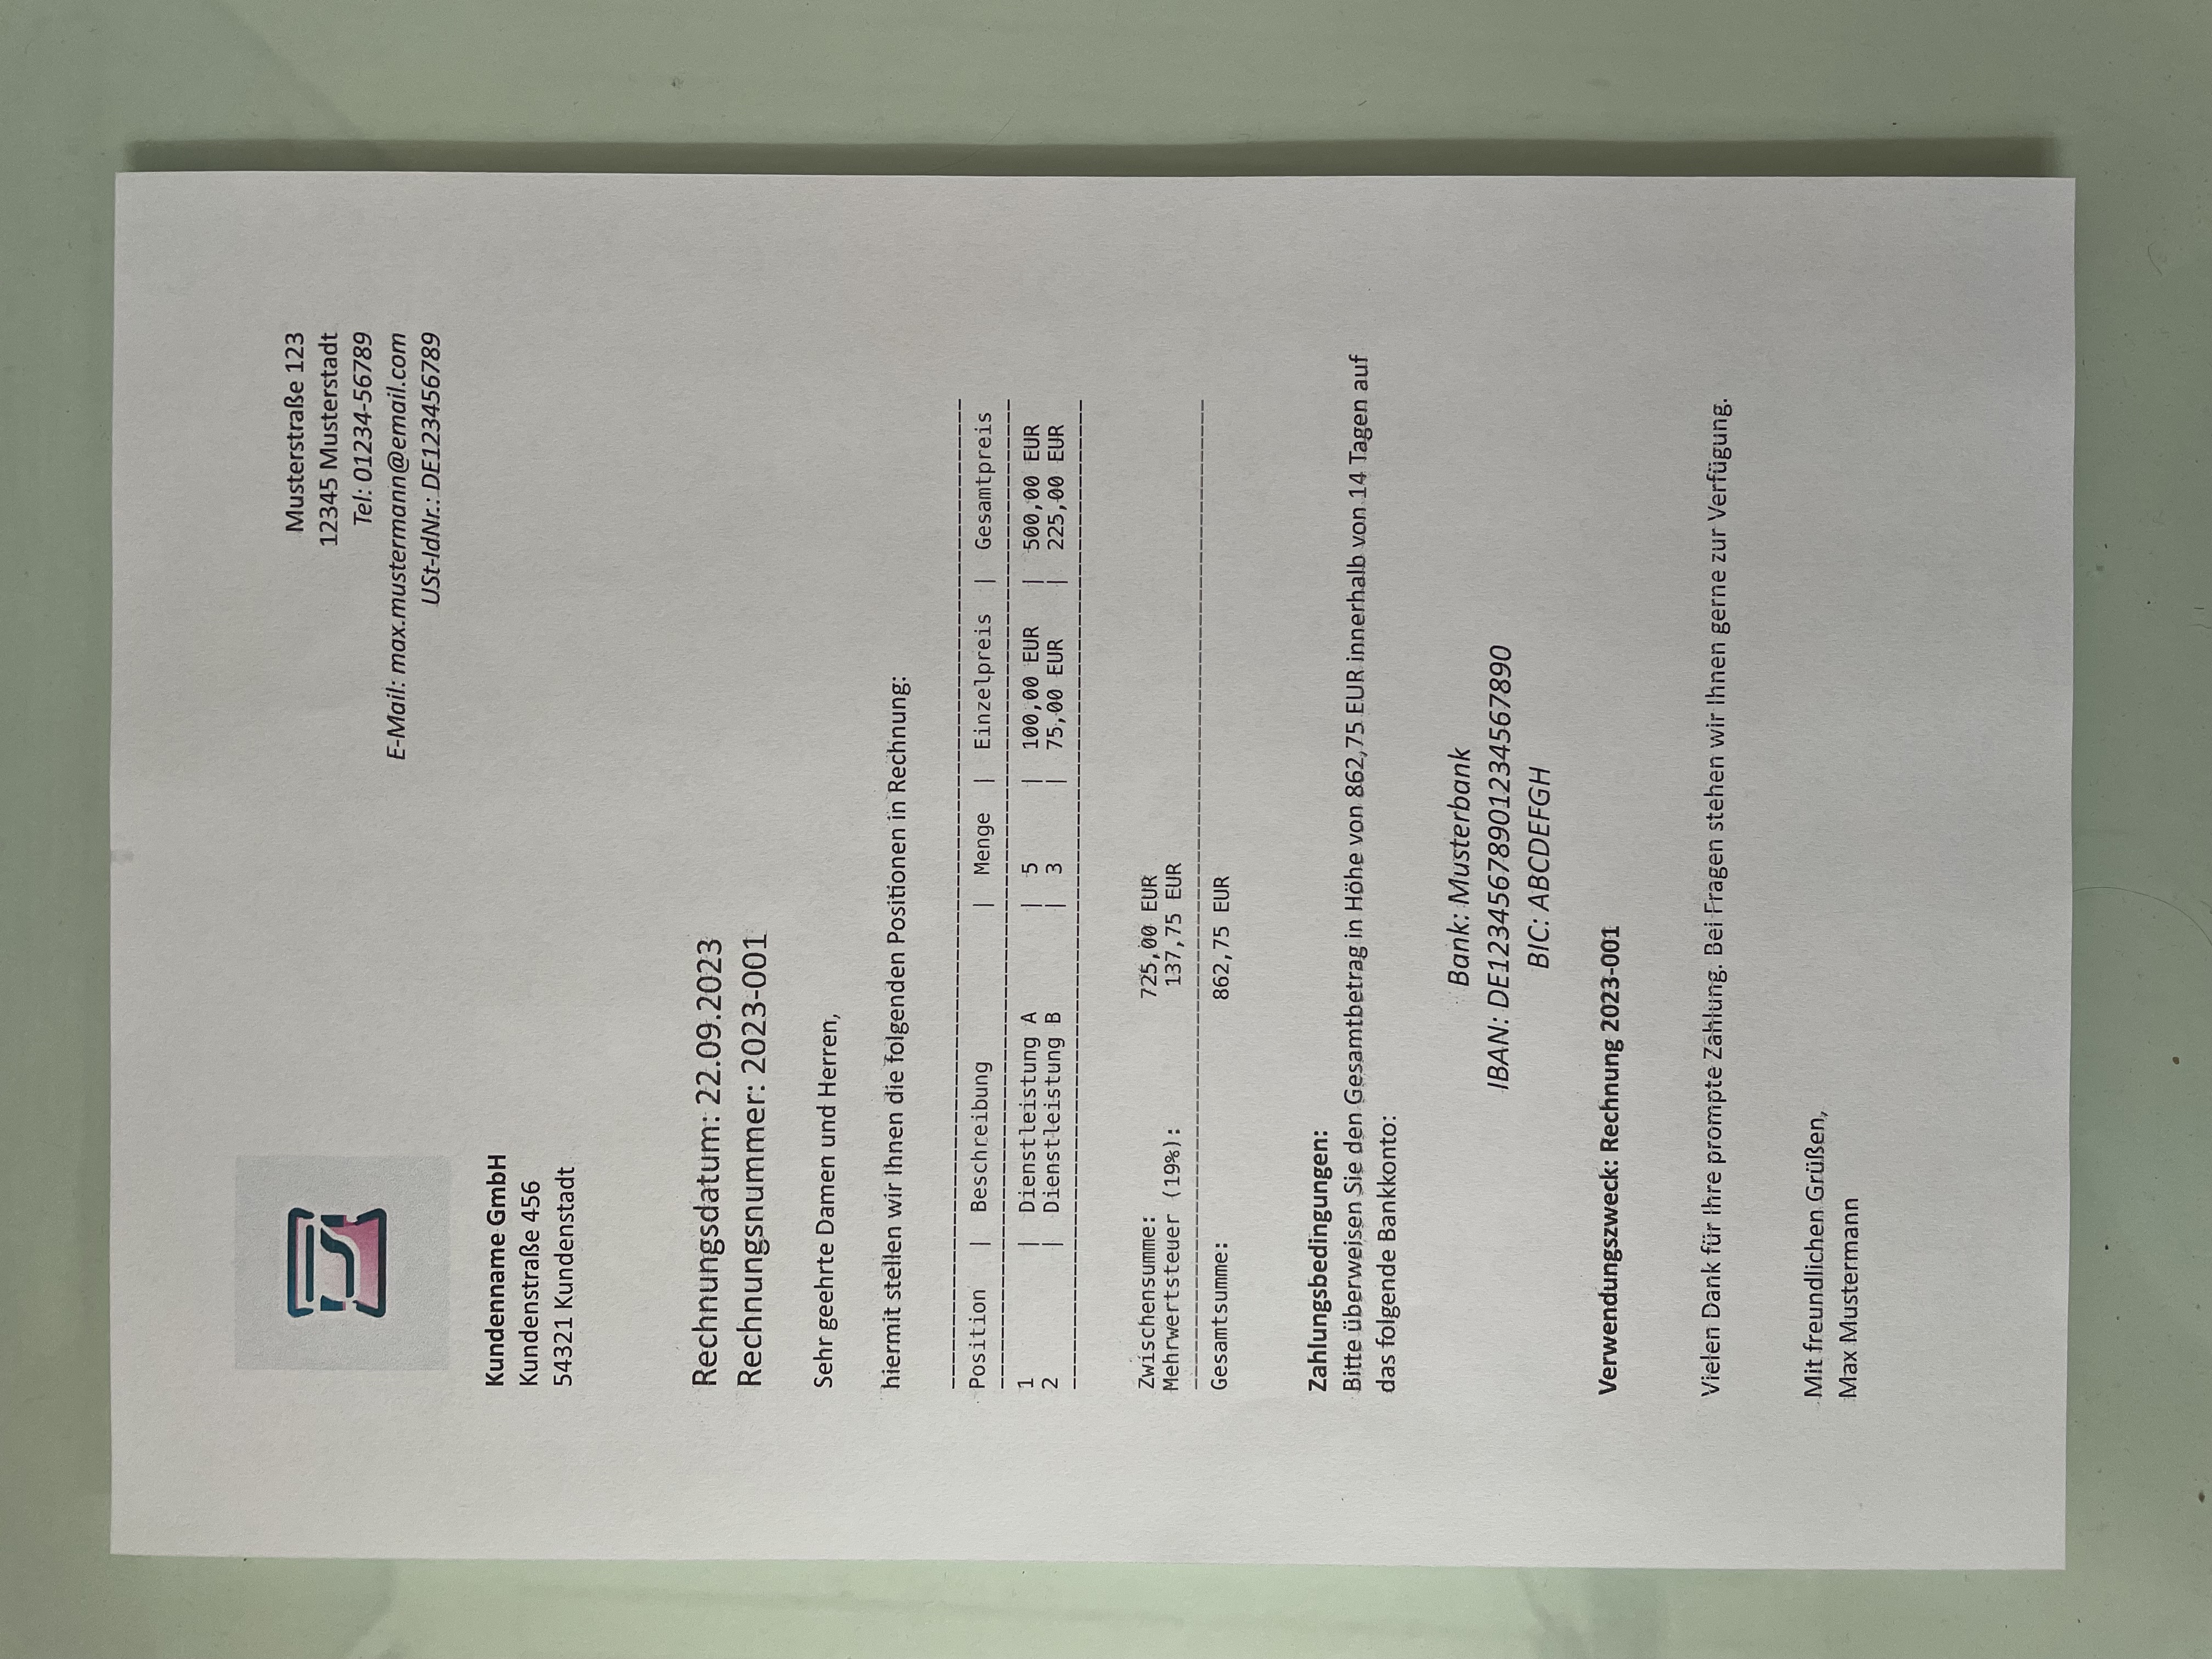 Musterstraße 123
12345 Musterstadt
Tel: 01234-56789
E-Mail: max.mustermann@email.com
USt-IdNr.: DE123456789
Kundenname GmbH
Kundenstraße 456
54321 Kundenstadt
Rechnungsdatum: 22.09.2023
Rechnungsnummer: 2023-001
Sehr geehrte Damen und Herren,
hiermit stellen wir Ihnen die folgenden Positionen in Rechnung:
Position | Beschreibung | Menge | Einzelpreis | Gesamtpreis
1 | Dienstleistung A | 5 | 100,00 EUR | 500,00 EUR
2 | Dienstleistung B | 3 | 75,00 EUR | 225,00 EUR
Zwischensumme: 725,00 EUR
Mehrwertsteuer (19%): 137,75 EUR
Gesamtsumme: 862,75 EUR
Zahlungsbedingungen:
Bitte überweisen Sie den Gesamtbetrag in Höhe von 862,75 EUR innerhalb von 14 Tagen auf
das folgende Bankkonto:
Bank: Musterbank
IBAN: DE12345678901234567890
BIC: ABCDEFGH
Verwendungszweck: Rechnung 2023-001
Vielen Dank für Ihre prompte Zahlung. Bei Fragen stehen wir Ihnen gerne zur Verfügung.
Mit freundlichen Grüßen,
Max Mustermann